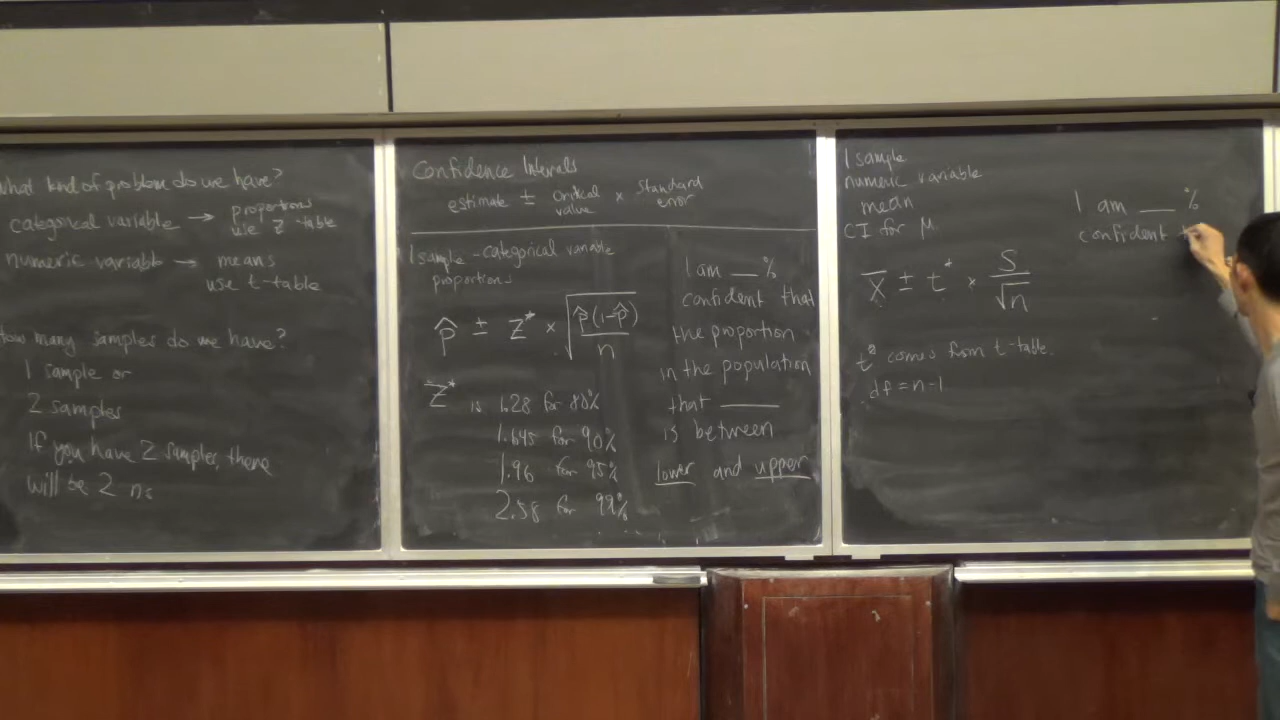 What kind of problem do we have?
categorical variable → proportions
use Z-table
numeric variable → means
use t-table
How many samples do we have?
1 sample or
2 samples
If you have 2 samples, there
will be 2 ns
Confidence Intervals
estimate ± critical value × standard error
1 sample - categorical variable
proportions
p̂ ± Z* × √(p̂(1-p̂)/n)
Z* is 1.28 for 80%
1.645 for 90%
1.96 for 95%
2.58 for 99%
I am ___%
confident that
the proportion
in the population
that ____
is between
lower and upper
1 sample
numeric variable
mean
CI for μ
x̄ ± t* × s/√n
t* comes from t-table.
df = n-1
I am ___%
confident t